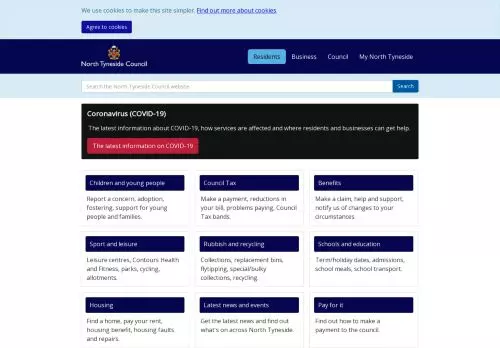 We use cookies to make this site simpler. Find out more about cookies.
Agree to cookies
North Tyneside Council
Residents
Business
Council
My North Tyneside
Search the North Tyneside Council website
Search
Coronavirus (COVID-19)
The latest information about COVID-19, how services are affected and where residents and businesses can get help.
The latest information on COVID-19
Children and young people
Report a concern, adoption,
fostering, support for young
people and families.
Council Tax
Make a payment, reductions in
your bill, problems paying, Council
Tax bands.
Benefits
Make a claim, help and support,
notify us of changes to your
circumstances.
Sport and leisure
Leisure centres, Contours Health
and Fitness, parks, cycling,
allotments.
Rubbish and recycling
Collections, replacement bins,
flytipping, special/bulky
collections, recycling.
Schools and education
Term/holiday dates, admissions,
school meals, school transport.
Housing
Find a home, pay your rent,
housing benefit, housing faults
and repairs.
Latest news and events
Get the latest news and find out
what's on across North Tyneside.
Pay for it
Find out how to make a
payment to the council.